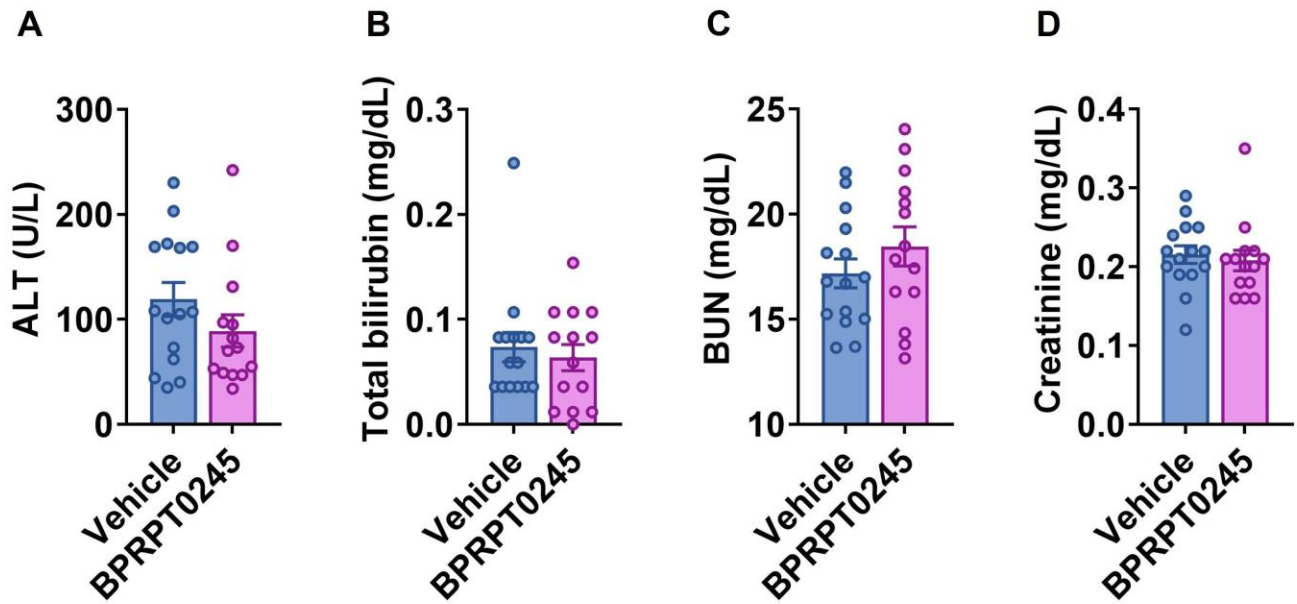 A
ALT (U/L)
300
200
100
0
Vehicle
BPRPT0245
B
Total bilirubin (mg/dL)
0.3
0.2
0.1
0.0
Vehicle
BPRPT0245
C
BUN (mg/dL)
25
20
15
10
Vehicle
BPRPT0245
D
Creatinine (mg/dL)
0.4
0.3
0.2
0.1
0.0
Vehicle
BPRPT0245